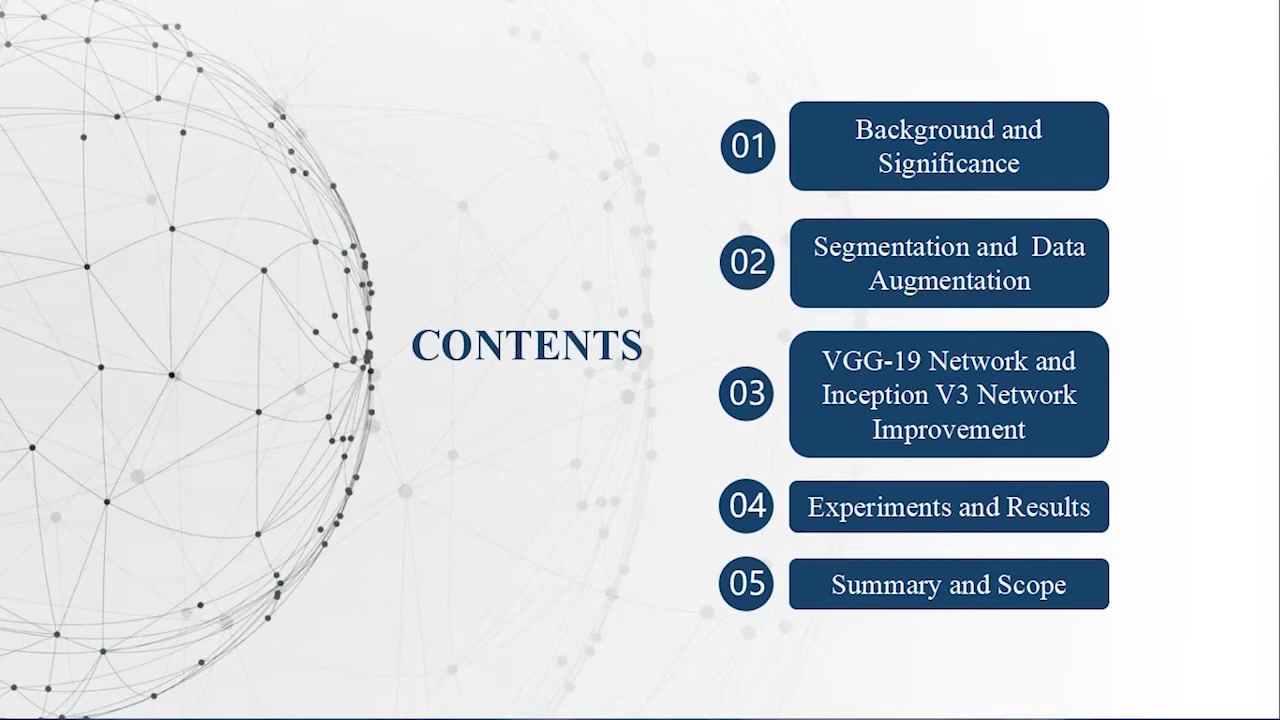 CONTENTS
01
Background and
Significance
02
Segmentation and  Data
Augmentation
03
VGG-19 Network and
Inception V3 Network
Improvement
04
Experiments and Results
05
Summary and Scope